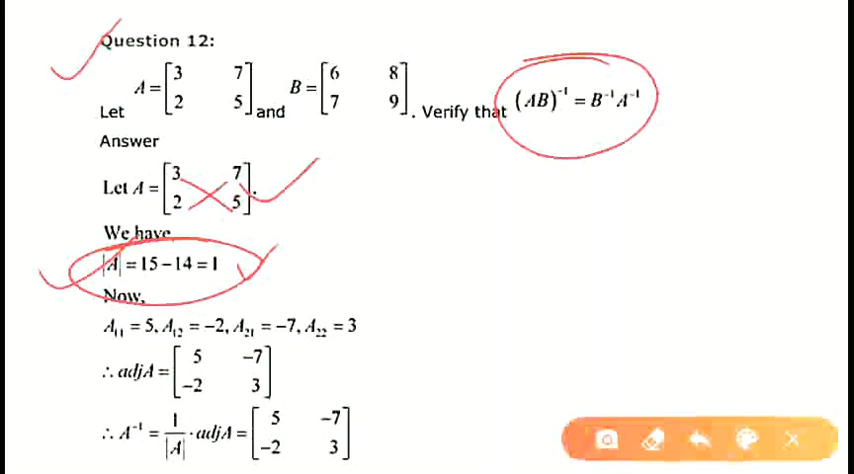 Question 12:
Let A = [3 7
2 5] and B = [6 8
7 9]. Verify that (AB)⁻¹ = B⁻¹A⁻¹
Answer
Let A = [3 7
2 5].
We have,
|A| = 15 − 14 = 1
Now,
A₁₁ = 5, A₁₂ = −2, A₂₁ = −7, A₂₂ = 3
∴ adjA = [5 −7
−2 3]
∴ A⁻¹ = 1/|A| · adjA = [5 −7
−2 3]